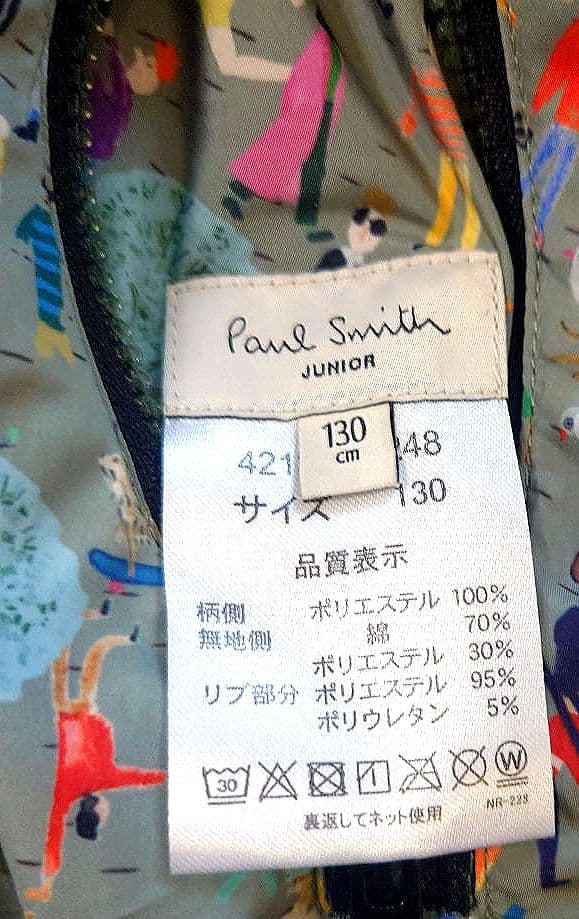 Paul Smith
JUNIOR
130
cm
421 248
サイズ 130
品質表示
柄側 ポリエステル 100%
無地側 綿 70%
ポリエステル 30%
リブ部分 ポリエステル 95%
ポリウレタン 5%
30 W
裏返してネット使用 NR-228